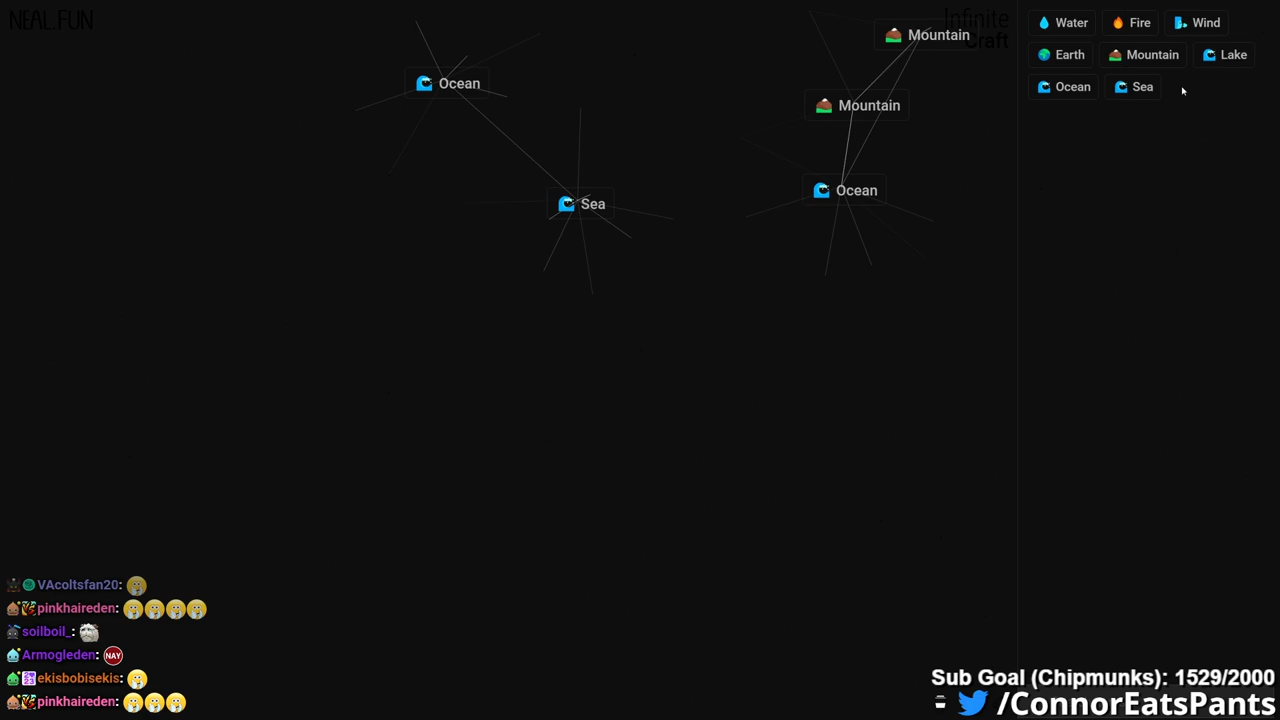 NEAL.FUN
Infinite
Craft
Mountain
Ocean
Mountain
Ocean
Sea
Water
Fire
Wind
Earth
Mountain
Lake
Ocean
Sea
VAcoltsfan20:
pinkhaireden:
soilboil_:
Armogleden: NAY
ekisbobisekis:
pinkhaireden:
Sub Goal (Chipmunks): 1529/2000
/ConnorEatsPants